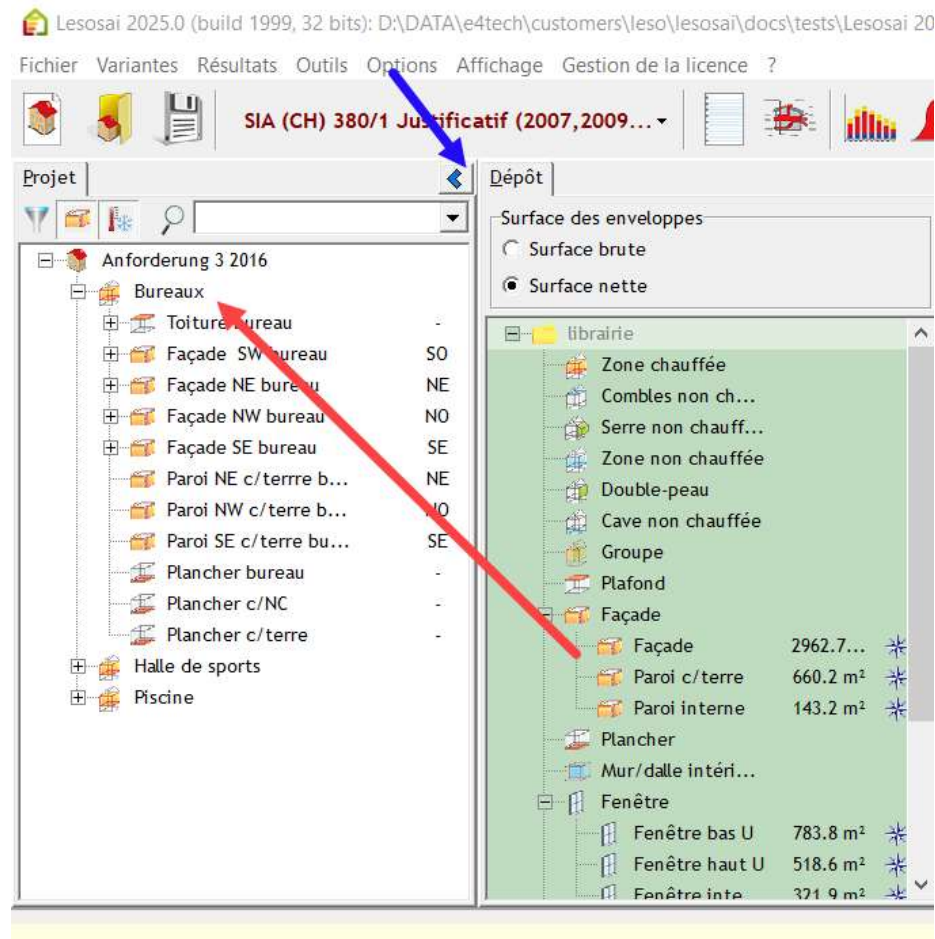 Lesosai 2025.0 (build 1999, 32 bits): D:\DATA\e4tech\customers\leso\lesosai\docs\tests\Lesosai 20
Fichier Variantes Résultats Outils Options Affichage Gestion de la licence ?
SIA (CH) 380/1 Justificatif (2007,2009...
Projet
Anforderung 3 2016
Bureaux
Toiture bureau -
Façade SW bureau SO
Façade NE bureau NE
Façade NW bureau NO
Façade SE bureau SE
Paroi NE c/terrre b... NE
Paroi NW c/terre b... NO
Paroi SE c/terre bu... SE
Plancher bureau -
Plancher c/NC -
Plancher c/terre -
Halle de sports
Piscine
Dépôt
Surface des enveloppes
Surface brute
Surface nette
librairie
Zone chauffée
Combles non ch...
Serre non chauff...
Zone non chauffée
Double-peau
Cave non chauffée
Groupe
Plafond
Façade
Façade 2962.7...
Paroi c/terre 660.2 m²
Paroi interne 143.2 m²
Plancher
Mur/dalle intéri...
Fenêtre
Fenêtre bas U 783.8 m²
Fenêtre haut U 518.6 m²
Fenêtre inte 321.9 m²